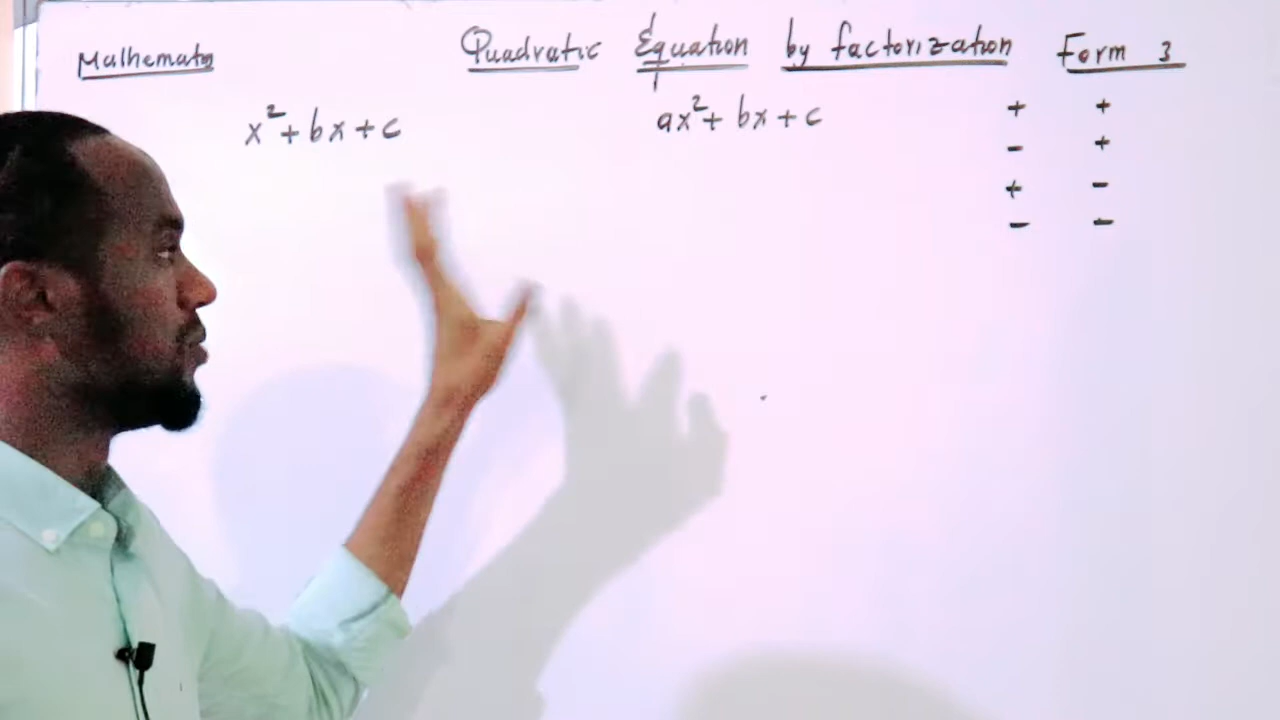 Mathematics Quadratic Equation by factorization Form 3
x²+bx+c ax²+ bx+c + +
- +
+ -
- -